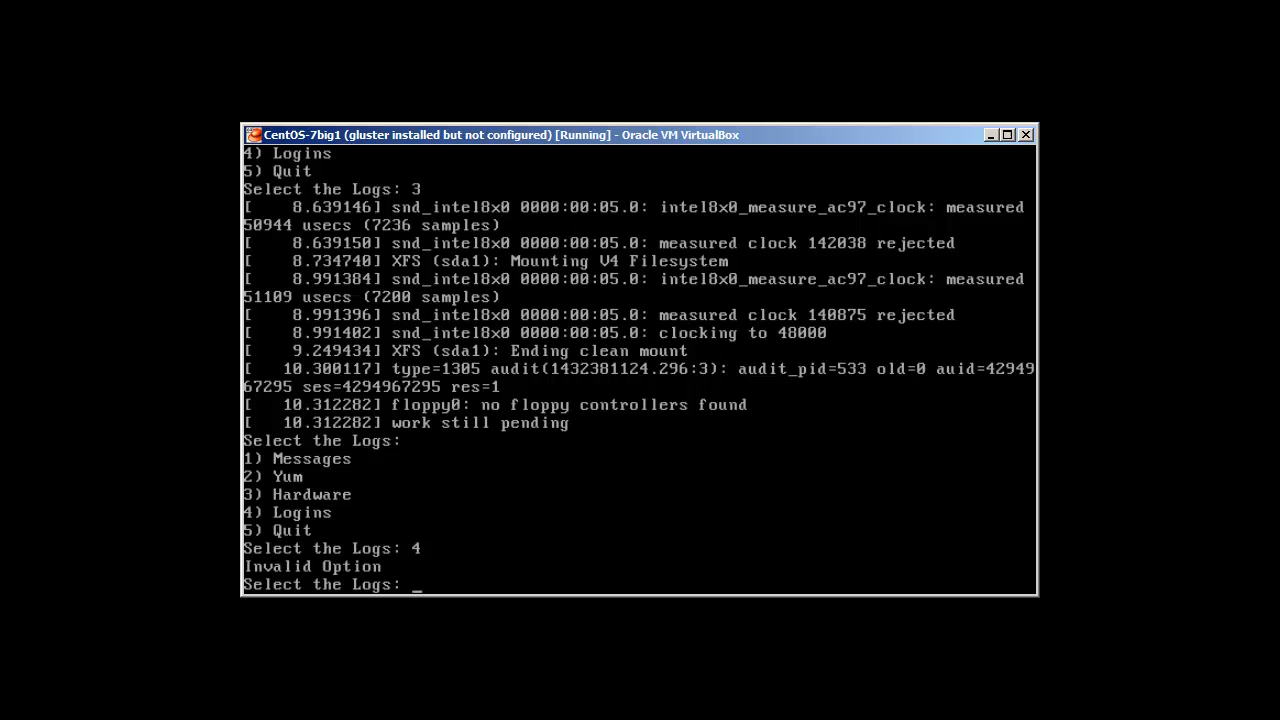 CentOS-7big1 (gluster installed but not configured) [Running] - Oracle VM VirtualBox
4) Logins
5) Quit
Select the Logs: 3
[    8.639146] snd_intel8x0 0000:00:05.0: intel8x0_measure_ac97_clock: measured
50944 usecs (7236 samples)
[    8.639150] snd_intel8x0 0000:00:05.0: measured clock 142038 rejected
[    8.734740] XFS (sda1): Mounting V4 Filesystem
[    8.991384] snd_intel8x0 0000:00:05.0: intel8x0_measure_ac97_clock: measured
51109 usecs (7200 samples)
[    8.991396] snd_intel8x0 0000:00:05.0: measured clock 140875 rejected
[    8.991402] snd_intel8x0 0000:00:05.0: clocking to 48000
[    9.249434] XFS (sda1): Ending clean mount
[   10.300117] type=1305 audit(1432381124.296:3): audit_pid=533 old=0 auid=42949
67295 ses=4294967295 res=1
[   10.312282] floppy0: no floppy controllers found
[   10.312282] work still pending
Select the Logs:
1) Messages
2) Yum
3) Hardware
4) Logins
5) Quit
Select the Logs: 4
Invalid Option
Select the Logs: _